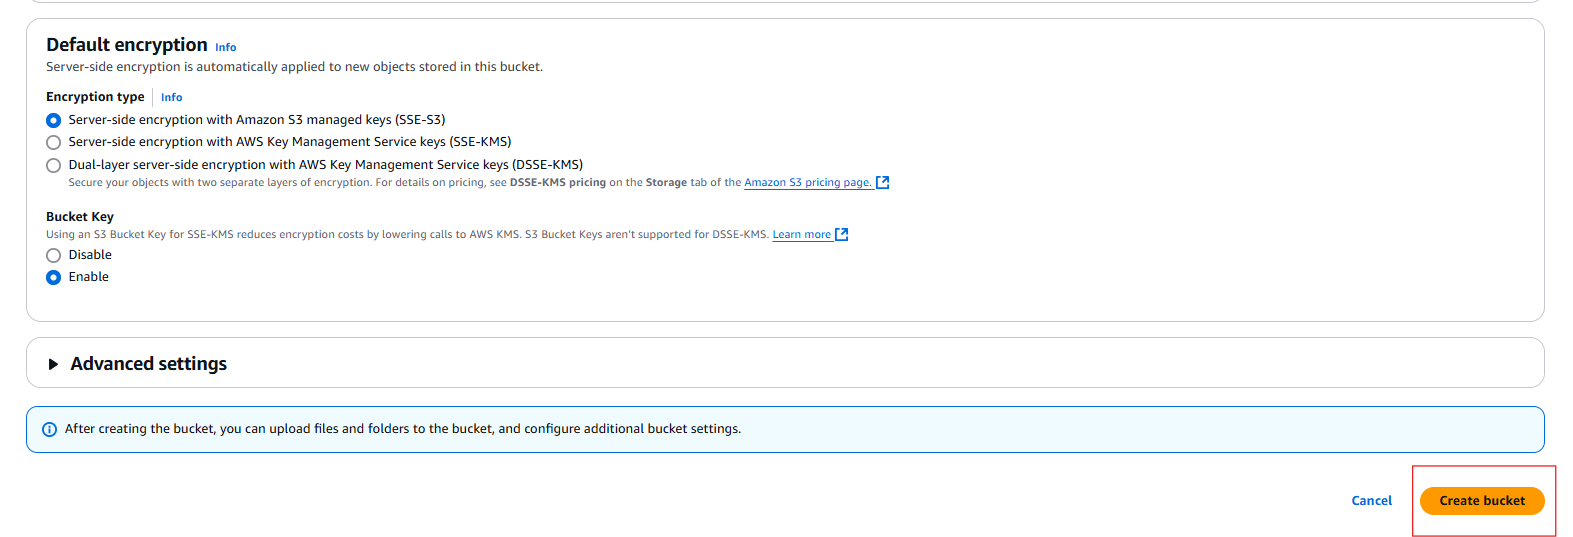 Default encryption Info
Server-side encryption is automatically applied to new objects stored in this bucket.
Encryption type Info
Server-side encryption with Amazon S3 managed keys (SSE-S3)
Server-side encryption with AWS Key Management Service keys (SSE-KMS)
Dual-layer server-side encryption with AWS Key Management Service keys (DSSE-KMS)
Secure your objects with two separate layers of encryption. For details on pricing, see DSSE-KMS pricing on the Storage tab of the Amazon S3 pricing page.
Bucket Key
Using an S3 Bucket Key for SSE-KMS reduces encryption costs by lowering calls to AWS KMS. S3 Bucket Keys aren't supported for DSSE-KMS. Learn more
Disable
Enable
Advanced settings
After creating the bucket, you can upload files and folders to the bucket, and configure additional bucket settings.
Cancel Create bucket